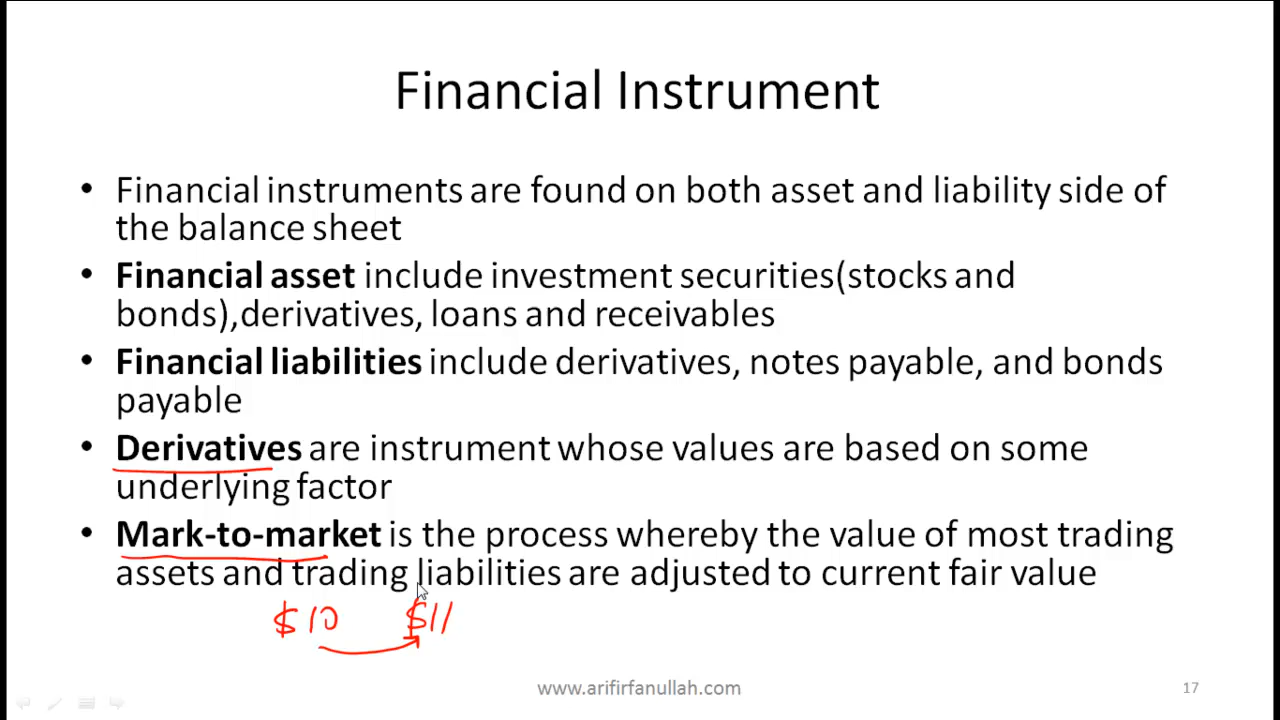 Financial Instrument
• Financial instruments are found on both asset and liability side of
the balance sheet
• Financial asset include investment securities(stocks and
bonds),derivatives, loans and receivables
• Financial liabilities include derivatives, notes payable, and bonds
payable
• Derivatives are instrument whose values are based on some
underlying factor
• Mark-to-market is the process whereby the value of most trading
assets and trading liabilities are adjusted to current fair value
$10 $11
www.arifirfanullah.com 17